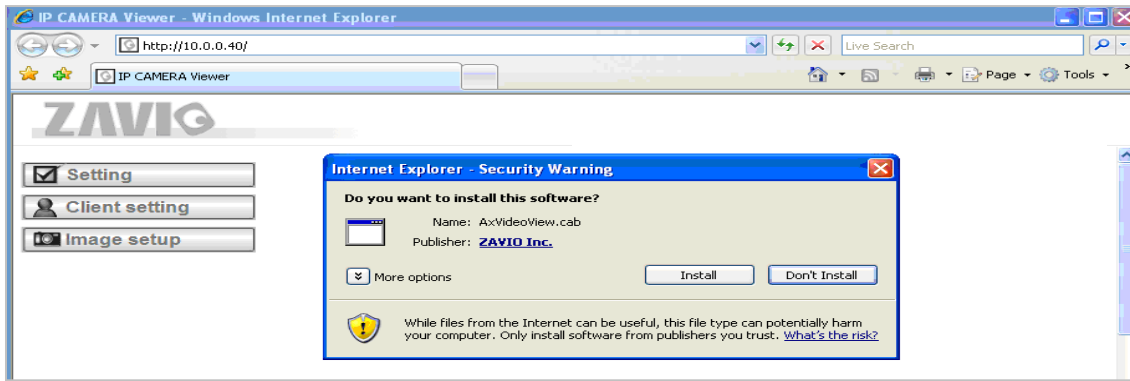 IP CAMERA Viewer - Windows Internet Explorer
http://10.0.0.40/
Live Search
IP CAMERA Viewer
Page
Tools
ZAVIO
Setting
Client setting
Image setup
Internet Explorer - Security Warning
Do you want to install this software?
Name: AxVideoView.cab
Publisher: ZAVIO Inc.
More options
Install
Don't Install
While files from the Internet can be useful, this file type can potentially harm
your computer. Only install software from publishers you trust. What's the risk?